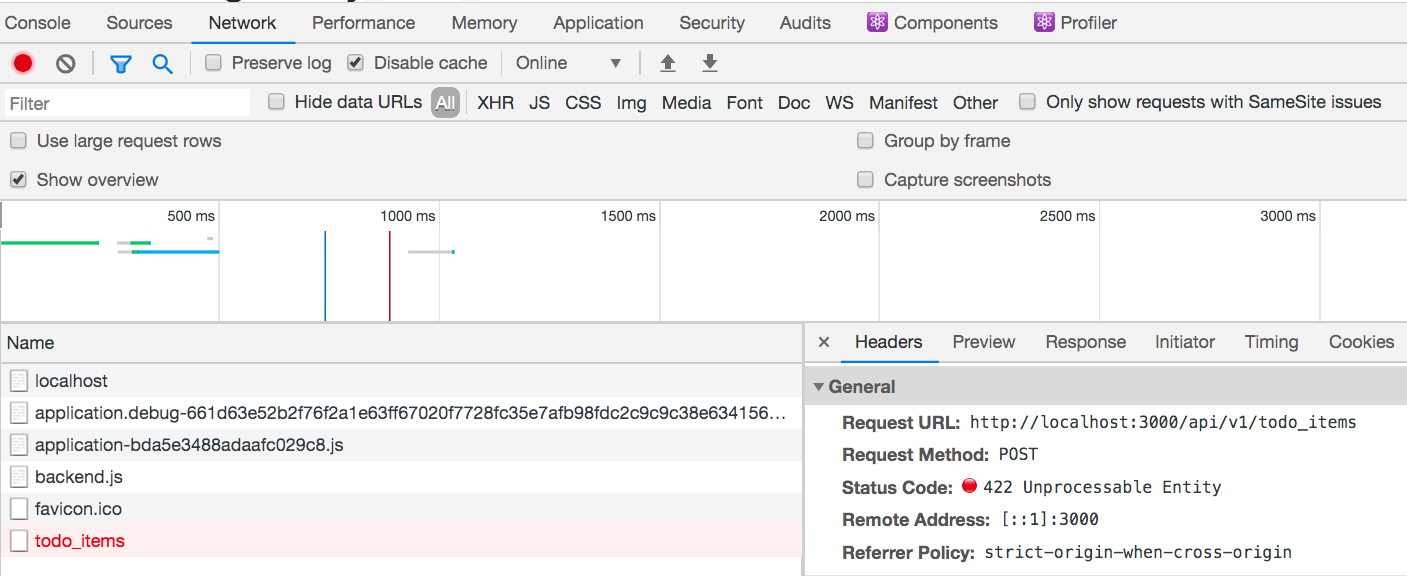 Console Sources Network Performance Memory Application Security Audits Components Profiler
Preserve log Disable cache Online
Filter Hide data URLs All XHR JS CSS Img Media Font Doc WS Manifest Other Only show requests with SameSite issues
Use large request rows Group by frame
Show overview Capture screenshots
500 ms 1000 ms 1500 ms 2000 ms 2500 ms 3000 ms
Name
Headers Preview Response Initiator Timing Cookies
localhost
application.debug-661d63e52b2f76f2a1e63ff67020f7728fc35e7afb98fdc2c9c9c38e634156…
application-bda5e3488adaafc029c8.js
backend.js
favicon.ico
todo_items
General
Request URL: http://localhost:3000/api/v1/todo_items
Request Method: POST
Status Code: 422 Unprocessable Entity
Remote Address: [::1]:3000
Referrer Policy: strict-origin-when-cross-origin